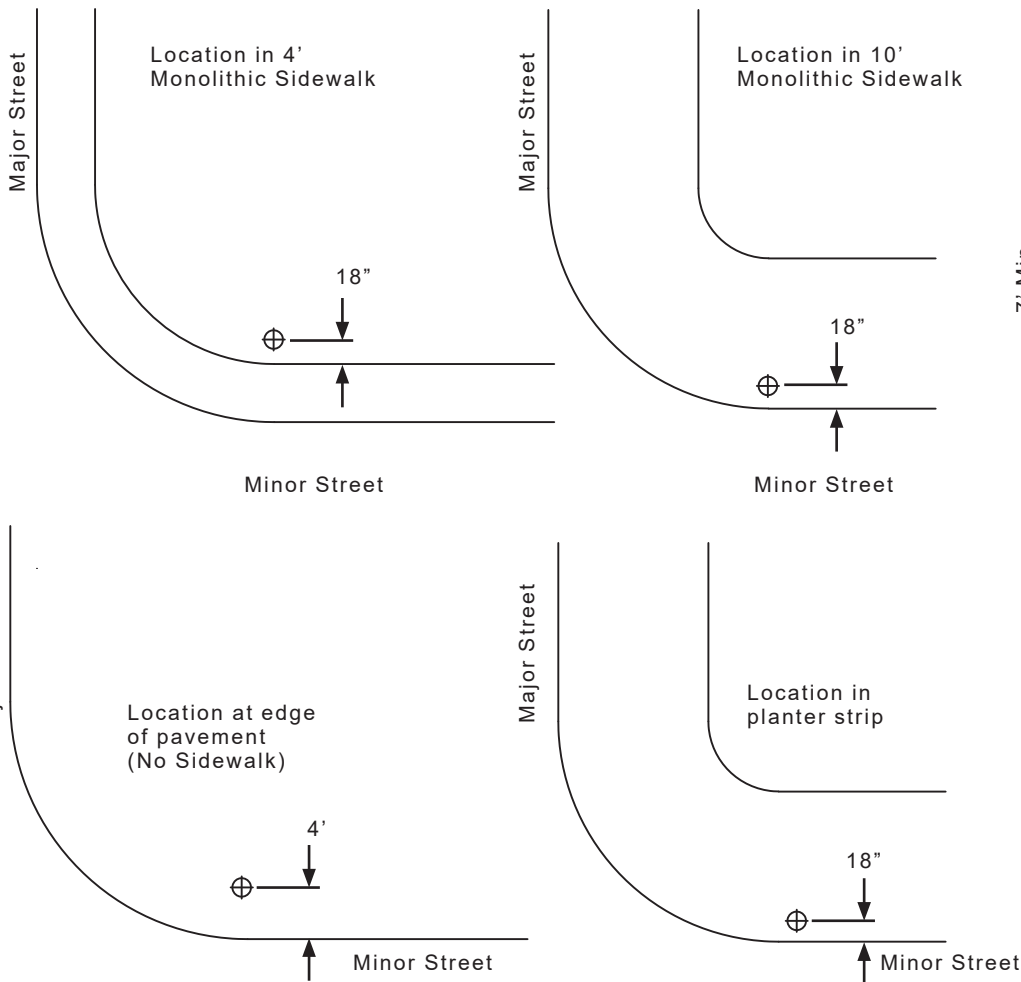 Major Street
Location in 4’
Monolithic Sidewalk
18”
Minor Street
Major Street
Location in 10’
Monolithic Sidewalk
18”
Minor Street
Location at edge
of pavement
(No Sidewalk)
4’
Minor Street
Major Street
Location in
planter strip
18”
Minor Street